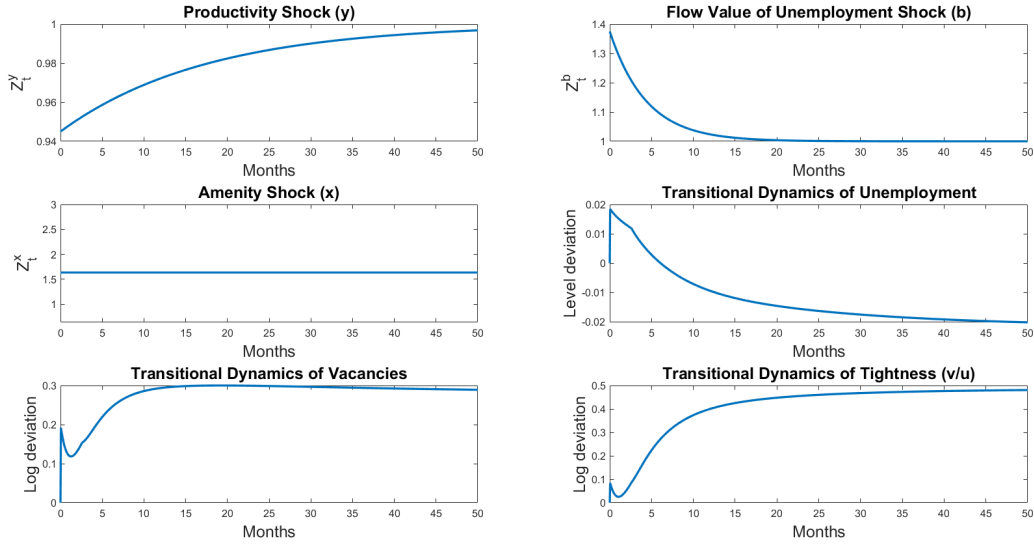 Productivity Shock (y)
1
0.98
0.96
0.94
Z_t^y
0 5 10 15 20 25 30 35 40 45 50
Months
Flow Value of Unemployment Shock (b)
1.4
1.3
1.2
1.1
1
Z_t^b
0 5 10 15 20 25 30 35 40 45 50
Months
Amenity Shock (x)
3
2.5
2
1.5
1
Z_t^x
0 5 10 15 20 25 30 35 40 45 50
Months
Transitional Dynamics of Unemployment
0.02
0.01
0
-0.01
-0.02
Level deviation
0 5 10 15 20 25 30 35 40 45 50
Months
Transitional Dynamics of Vacancies
0.3
0.2
0.1
0
Log deviation
0 5 10 15 20 25 30 35 40 45 50
Months
Transitional Dynamics of Tightness (v/u)
0.5
0.4
0.3
0.2
0.1
0
Log deviation
0 5 10 15 20 25 30 35 40 45 50
Months